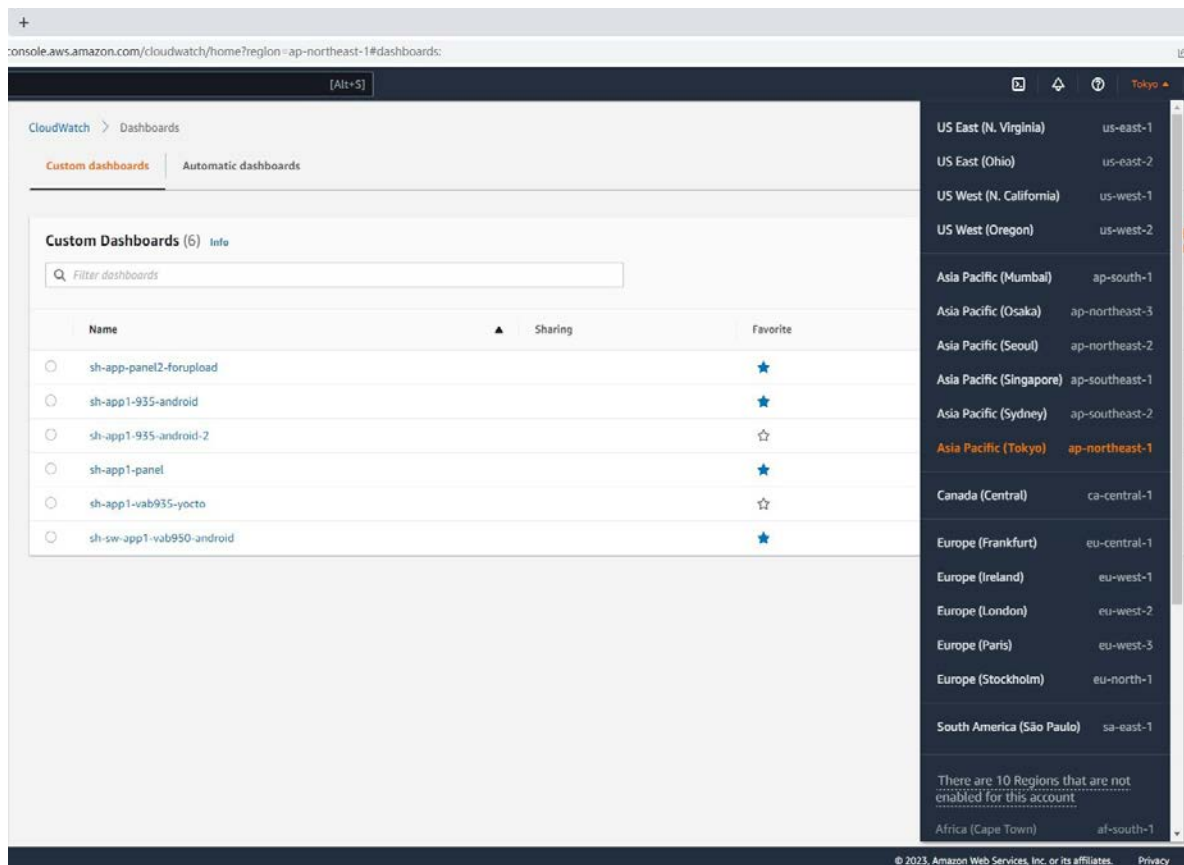 +
console.aws.amazon.com/cloudwatch/home?region=ap-northeast-1#dashboards:
[Alt+S]
Tokyo
CloudWatch > Dashboards
Custom dashboards
Automatic dashboards
Custom Dashboards (6) Info
Filter dashboards
Name Sharing Favorite
sh-app-panel2-forupload
sh-app1-935-android
sh-app1-935-android-2
sh-app1-panel
sh-app1-vab935-yocto
sh-sw-app1-vab950-android
US East (N. Virginia) us-east-1
US East (Ohio) us-east-2
US West (N. California) us-west-1
US West (Oregon) us-west-2
Asia Pacific (Mumbai) ap-south-1
Asia Pacific (Osaka) ap-northeast-3
Asia Pacific (Seoul) ap-northeast-2
Asia Pacific (Singapore) ap-southeast-1
Asia Pacific (Sydney) ap-southeast-2
Asia Pacific (Tokyo) ap-northeast-1
Canada (Central) ca-central-1
Europe (Frankfurt) eu-central-1
Europe (Ireland) eu-west-1
Europe (London) eu-west-2
Europe (Paris) eu-west-3
Europe (Stockholm) eu-north-1
South America (São Paulo) sa-east-1
There are 10 Regions that are not
enabled for this account
Africa (Cape Town) af-south-1
© 2023, Amazon Web Services, Inc. or its affiliates. Privacy